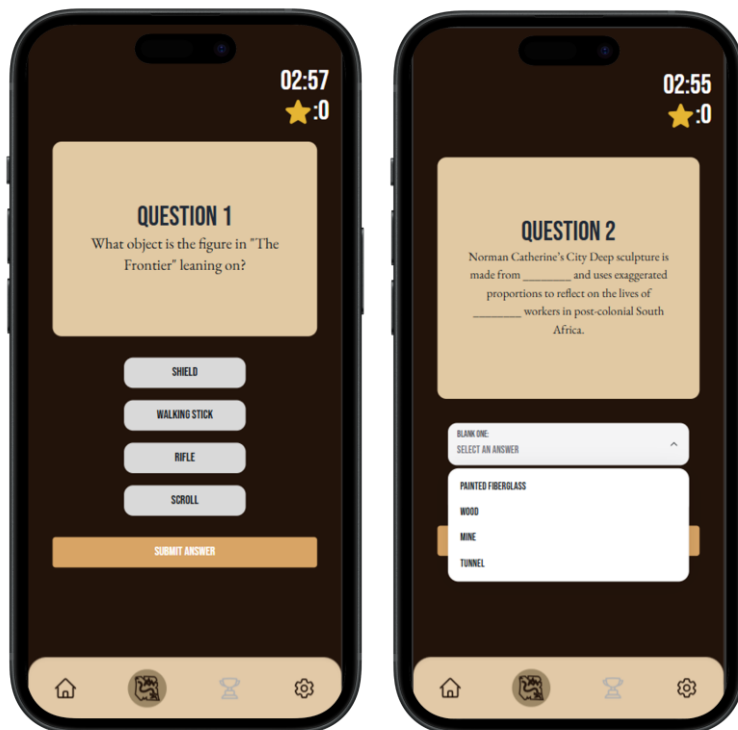 02:57
:0
QUESTION 1
What object is the figure in "The
Frontier" leaning on?
SHIELD
WALKING STICK
RIFLE
SCROLL
SUBMIT ANSWER
02:55
:0
QUESTION 2
Norman Catherine's City Deep sculpture is
made from ________ and uses exaggerated
proportions to reflect on the lives of
________ workers in post-colonial South
Africa.
BLANK ONE:
SELECT AN ANSWER
PAINTED FIBERGLASS
WOOD
MINE
TUNNEL